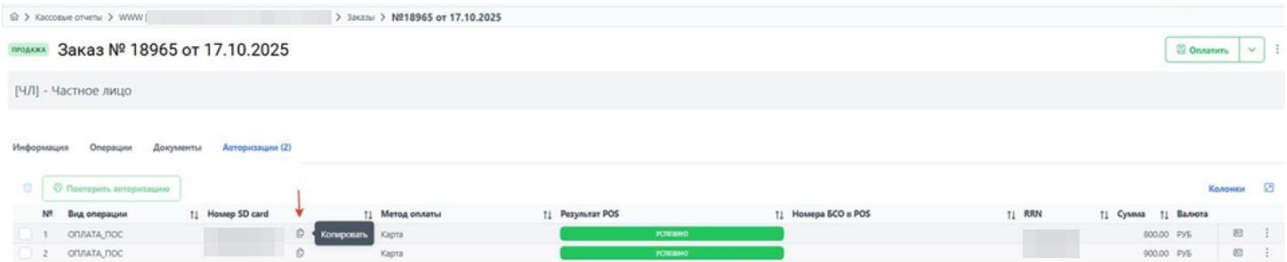 Кассовые отчеты > WWW [ > Заказы > №18965 от 17.10.2025
ПРОДАЖА Заказ № 18965 от 17.10.2025 Оплатить
[ЧЛ] - Частное лицо
Информация Операции Документы Авторизации (2)
Повторить авторизацию Колонки
№ Вид операции Номер SD card Метод оплаты Результат POS Номера БСО в POS RRN Сумма Валюта
1 ОПЛАТА_ПОС Копировать Карта УСПЕШНО 800.00 РУБ
2 ОПЛАТА_ПОС Карта УСПЕШНО 900.00 РУБ